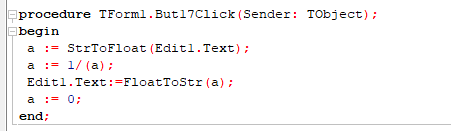 procedure TForm1.But17Click(Sender: TObject);
begin
a := StrToFloat(Edit1.Text);
a := 1/(a);
Edit1.Text:=FloatToStr(a);
a := 0;
end;